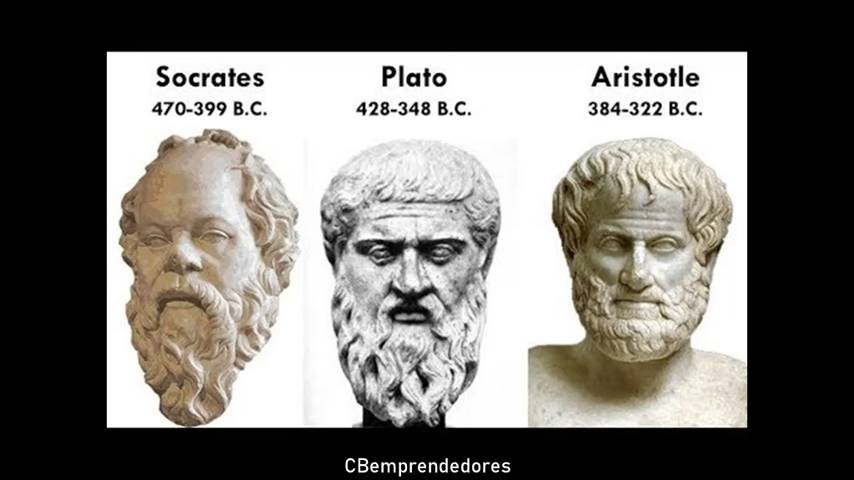 Socrates
470-399 B.C.
Plato
428-348 B.C.
Aristotle
384-322 B.C.
CBemprendedores